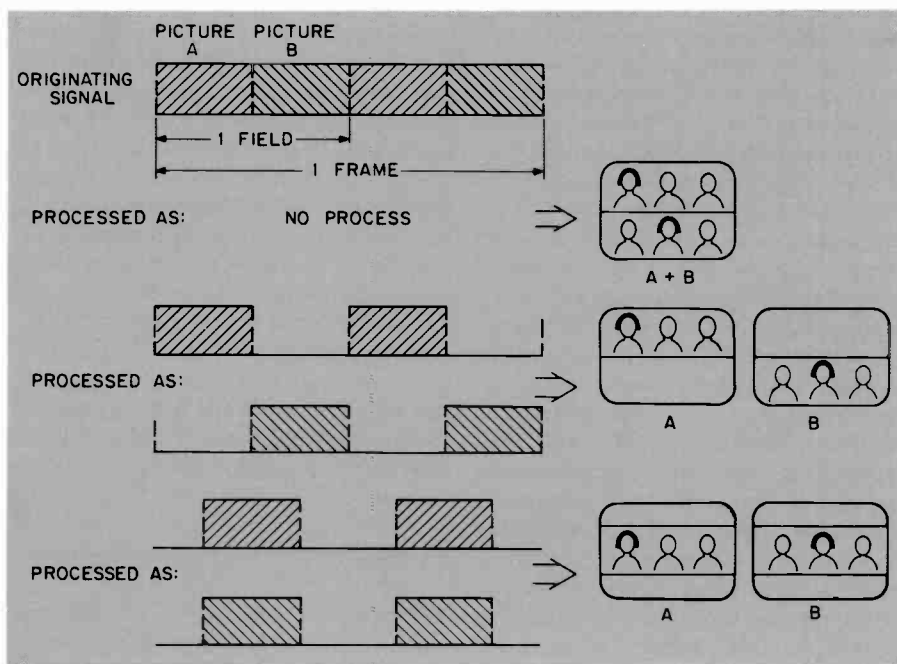 PICTURE PICTURE
A B
ORIGINATING
SIGNAL
1 FIELD
1 FRAME
PROCESSED AS: NO PROCESS
A + B
PROCESSED AS:
A B
PROCESSED AS:
A B